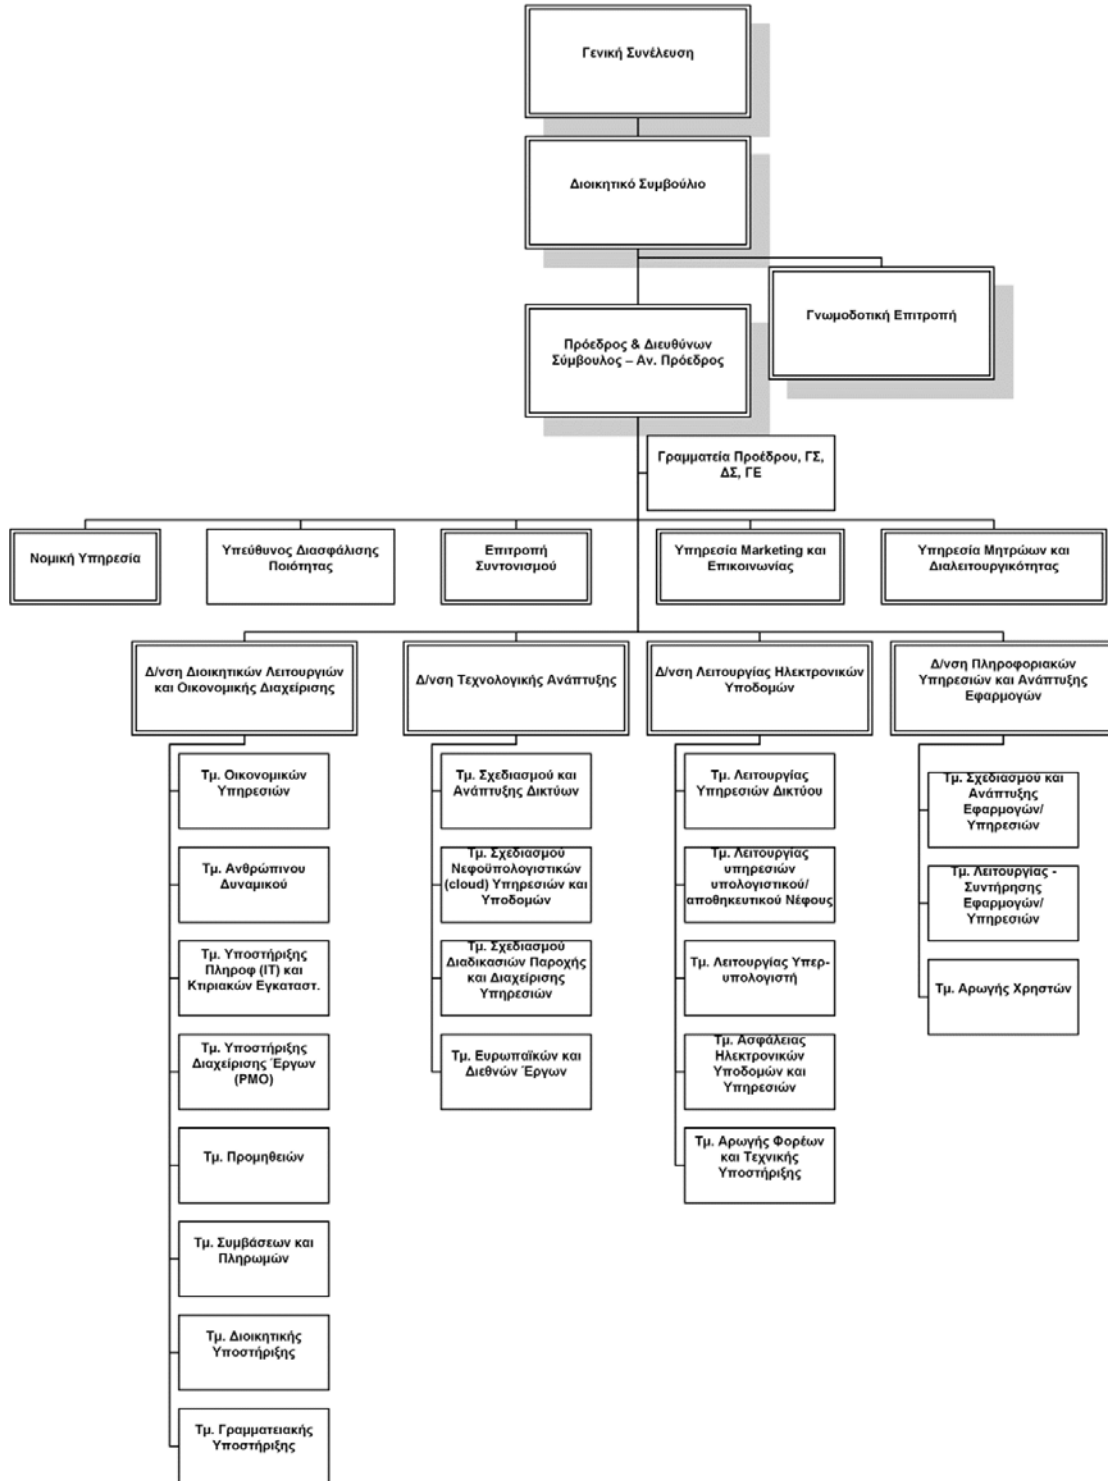 Γενική Συνέλευση
Διοικητικό Συμβούλιο
Γνωμοδοτική Επιτροπή
Πρόεδρος & Διευθύνων
Σύμβουλος – Αν. Πρόεδρος
Γραμματεία Προέδρου, ΓΣ,
ΔΣ, ΓΕ
Νομική Υπηρεσία
Υπεύθυνος Διασφάλισης
Ποιότητας
Επιτροπή
Συντονισμού
Υπηρεσία Marketing και
Επικοινωνίας
Υπηρεσία Μητρώων και
Διαλειτουργικότητας
Δ/νση Διοικητικών Λειτουργιών
και Οικονομικής Διαχείρισης
Δ/νση Τεχνολογικής Ανάπτυξης
Δ/νση Λειτουργίας Ηλεκτρονικών
Υποδομών
Δ/νση Πληροφοριακών
Υπηρεσιών και Ανάπτυξης
Εφαρμογών
Τμ. Οικονομικών
Υπηρεσιών
Τμ. Ανθρώπινου
Δυναμικού
Τμ. Υποστήριξης
Πληροφ (IT) και
Κτιριακών Εγκαταστ.
Τμ. Υποστήριξης
Διαχείρισης Έργων
(PMO)
Τμ. Προμηθειών
Τμ. Συμβάσεων και
Πληρωμών
Τμ. Διοικητικής
Υποστήριξης
Τμ. Γραμματειακής
Υποστήριξης
Τμ. Σχεδιασμού και
Ανάπτυξης Δικτύων
Τμ. Σχεδιασμού
Νεφοϋπολογιστικών
(cloud) Υπηρεσιών και
Υποδομών
Τμ. Σχεδιασμού
Διαδικασιών Παροχής
και Διαχείρισης
Υπηρεσιών
Τμ. Ευρωπαϊκών και
Διεθνών Έργων
Τμ. Λειτουργίας
Υπηρεσιών Δικτύου
Τμ. Λειτουργίας
υπηρεσιών
υπολογιστικού/
αποθηκευτικού Νέφους
Τμ. Λειτουργίας Υπερ-
υπολογιστή
Τμ. Ασφάλειας
Ηλεκτρονικών
Υποδομών και
Υπηρεσιών
Τμ. Αρωγής Φορέων
και Τεχνικής
Υποστήριξης
Τμ. Σχεδιασμού και
Ανάπτυξης
Εφαρμογών/
Υπηρεσιών
Τμ. Λειτουργίας -
Συντήρησης
Εφαρμογών/
Υπηρεσιών
Τμ. Αρωγής Χρηστών